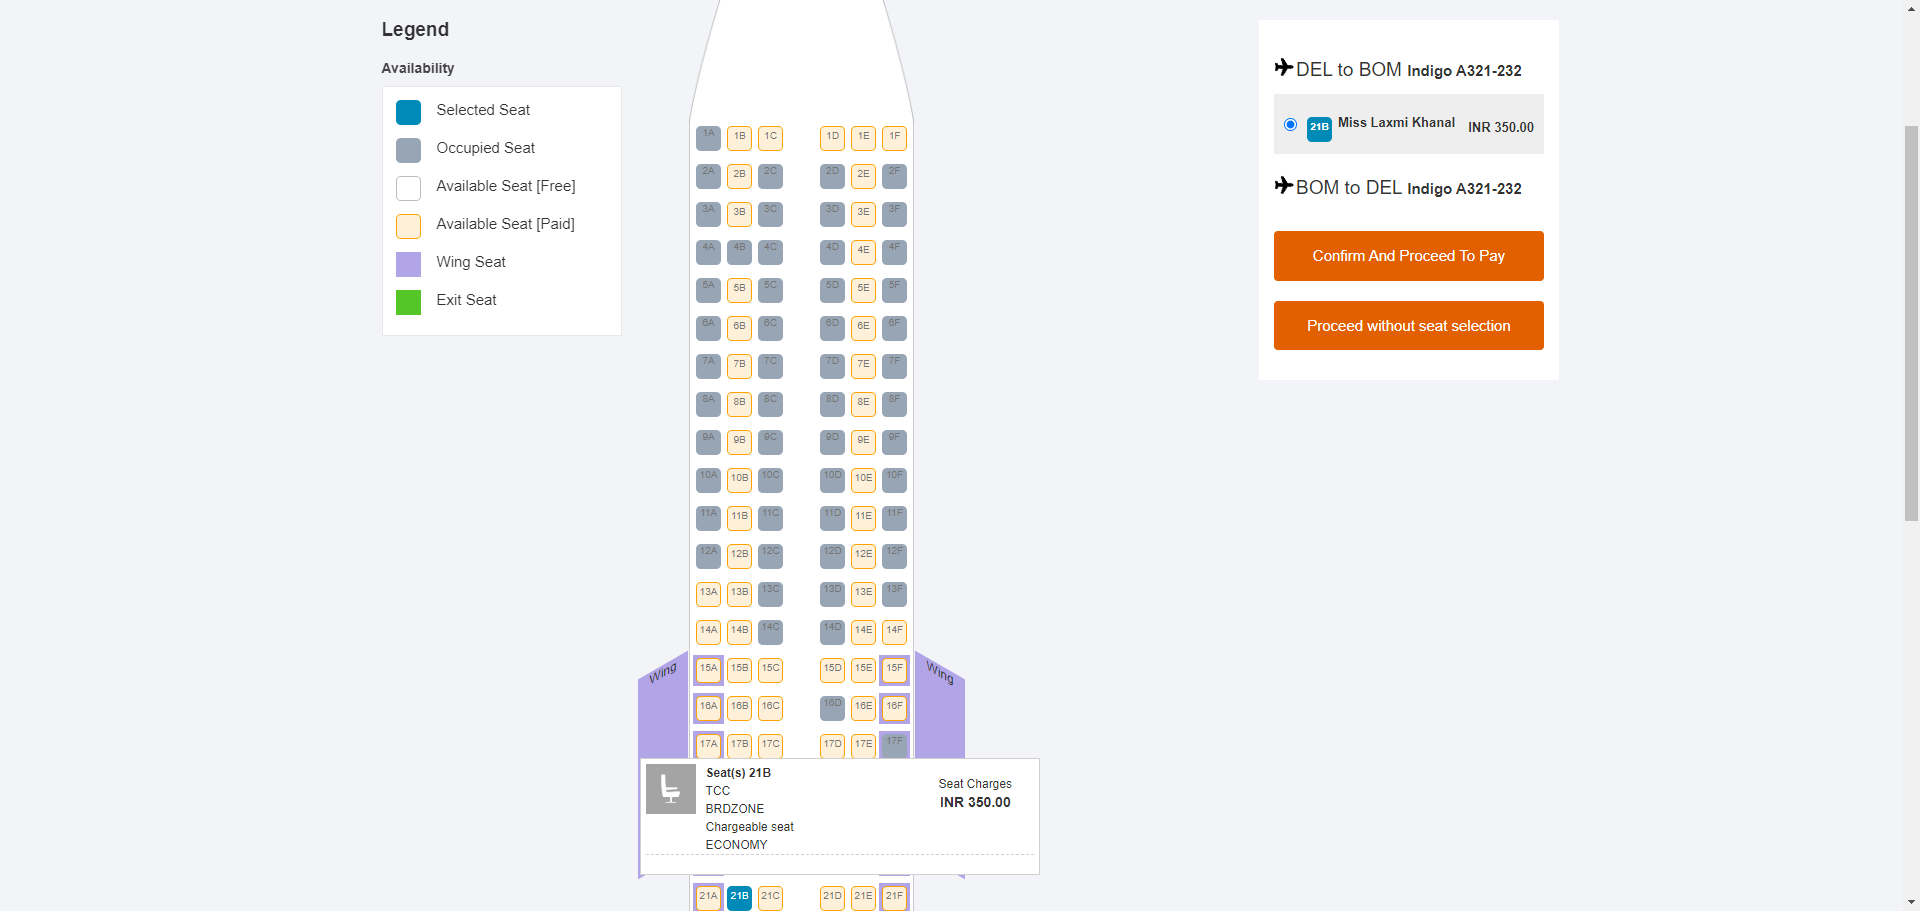 Legend
Availability
Selected Seat
Occupied Seat
Available Seat [Free]
Available Seat [Paid]
Wing Seat
Exit Seat
1A 1B 1C 1D 1E 1F
2A 2B 2C 2D 2E 2F
3A 3B 3C 3D 3E 3F
4A 4B 4C 4D 4E 4F
5A 5B 5C 5D 5E 5F
6A 6B 6C 6D 6E 6F
7A 7B 7C 7D 7E 7F
8A 8B 8C 8D 8E 8F
9A 9B 9C 9D 9E 9F
10A 10B 10C 10D 10E 10F
11A 11B 11C 11D 11E 11F
12A 12B 12C 12D 12E 12F
13A 13B 13C 13D 13E 13F
14A 14B 14C 14D 14E 14F
Wing 15A 15B 15C 15D 15E 15F Wing
16A 16B 16C 16D 16E 16F
17A 17B 17C 17D 17E 17F
Seat(s) 21B
TCC
BRDZONE
Chargeable seat
ECONOMY
Seat Charges
INR 350.00
21A 21B 21C 21D 21E 21F
DEL to BOM Indigo A321-232
21B Miss Laxmi Khanal INR 350.00
BOM to DEL Indigo A321-232
Confirm And Proceed To Pay
Proceed without seat selection